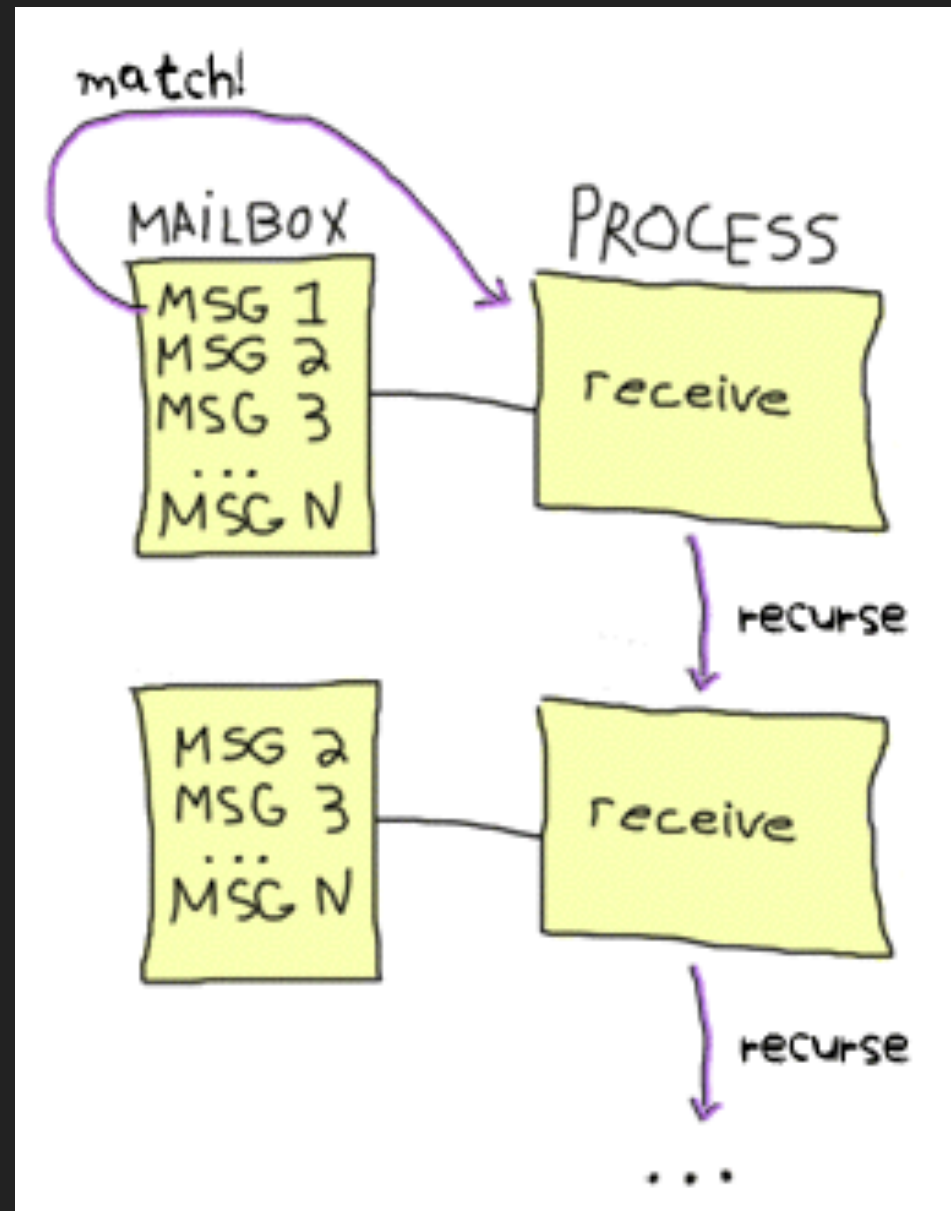 match!
MAiLBOX
PROCESS
MSG 1
MSG 2
MSG 3
...
MSG N
receive
recurse
MSG 2
MSG 3
...
MSG N
receive
recurse
...